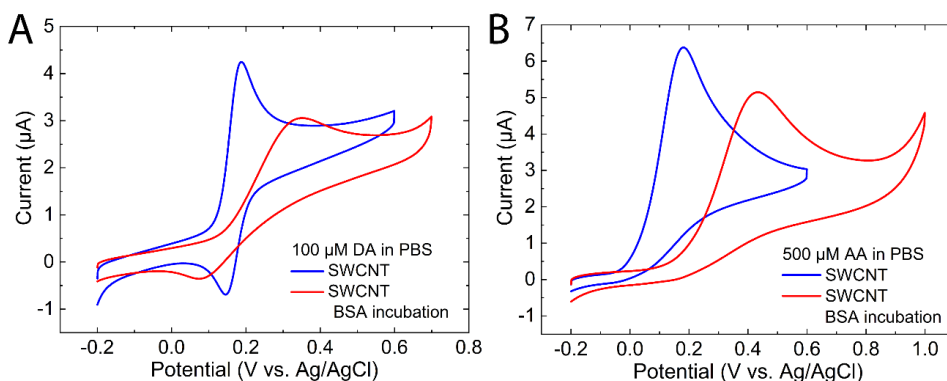 A
5
4
3
2
1
0
-1
Current (µA)
-0.2 0.0 0.2 0.4 0.6 0.8
Potential (V vs. Ag/AgCl)
100 µM DA in PBS
SWCNT
SWCNT
BSA incubation
B
7
6
5
4
3
2
1
0
-1
Current (µA)
-0.2 0.0 0.2 0.4 0.6 0.8 1.0
Potential (V vs. Ag/AgCl)
500 µM AA in PBS
SWCNT
SWCNT
BSA incubation